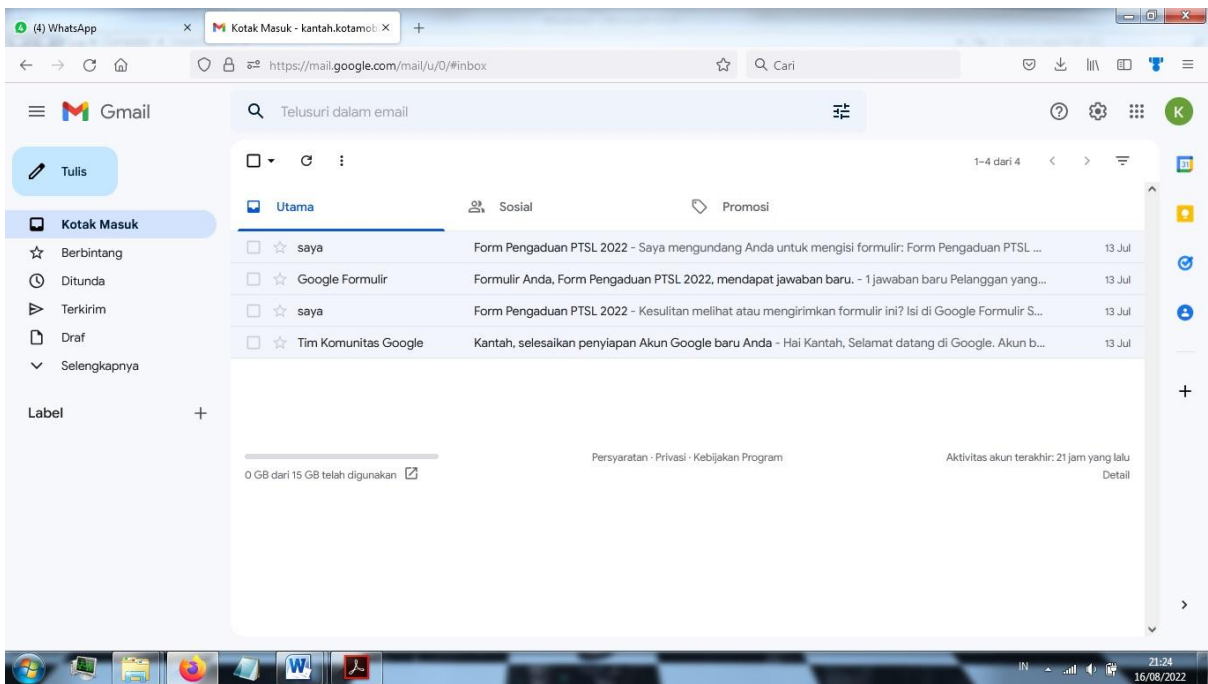 (4) WhatsApp
Kotak Masuk - kantah.kotamob
https://mail.google.com/mail/u/0/#inbox
Cari
Gmail
Telusuri dalam email
K
Tulis
1–4 dari 4
31
Utama
Sosial
Promosi
Kotak Masuk
Berbintang
Ditunda
Terkirim
Draf
Selengkapnya
Label
saya Form Pengaduan PTSL 2022 - Saya mengundang Anda untuk mengisi formulir: Form Pengaduan PTSL ... 13 Jul
Google Formulir Formulir Anda, Form Pengaduan PTSL 2022, mendapat jawaban baru. - 1 jawaban baru Pelanggan yang... 13 Jul
saya Form Pengaduan PTSL 2022 - Kesulitan melihat atau mengirimkan formulir ini? Isi di Google Formulir S... 13 Jul
Tim Komunitas Google Kantah, selesaikan penyiapan Akun Google baru Anda - Hai Kantah, Selamat datang di Google. Akun b... 13 Jul
0 GB dari 15 GB telah digunakan
Persyaratan · Privasi · Kebijakan Program
Aktivitas akun terakhir: 21 jam yang lalu
Detail
IN
21:24
16/08/2022